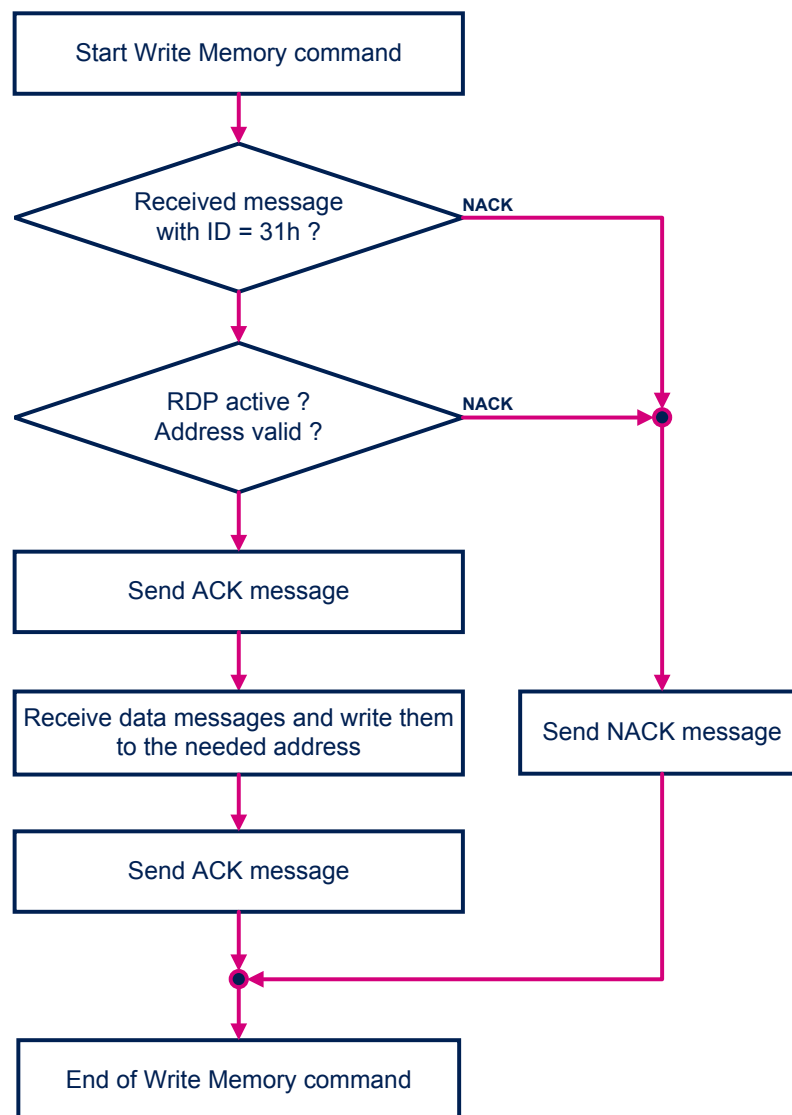 Start Write Memory command
Received message
with ID = 31h ?
NACK
RDP active ?
Address valid ?
NACK
Send ACK message
Receive data messages and write them
to the needed address
Send NACK message
Send ACK message
End of Write Memory command